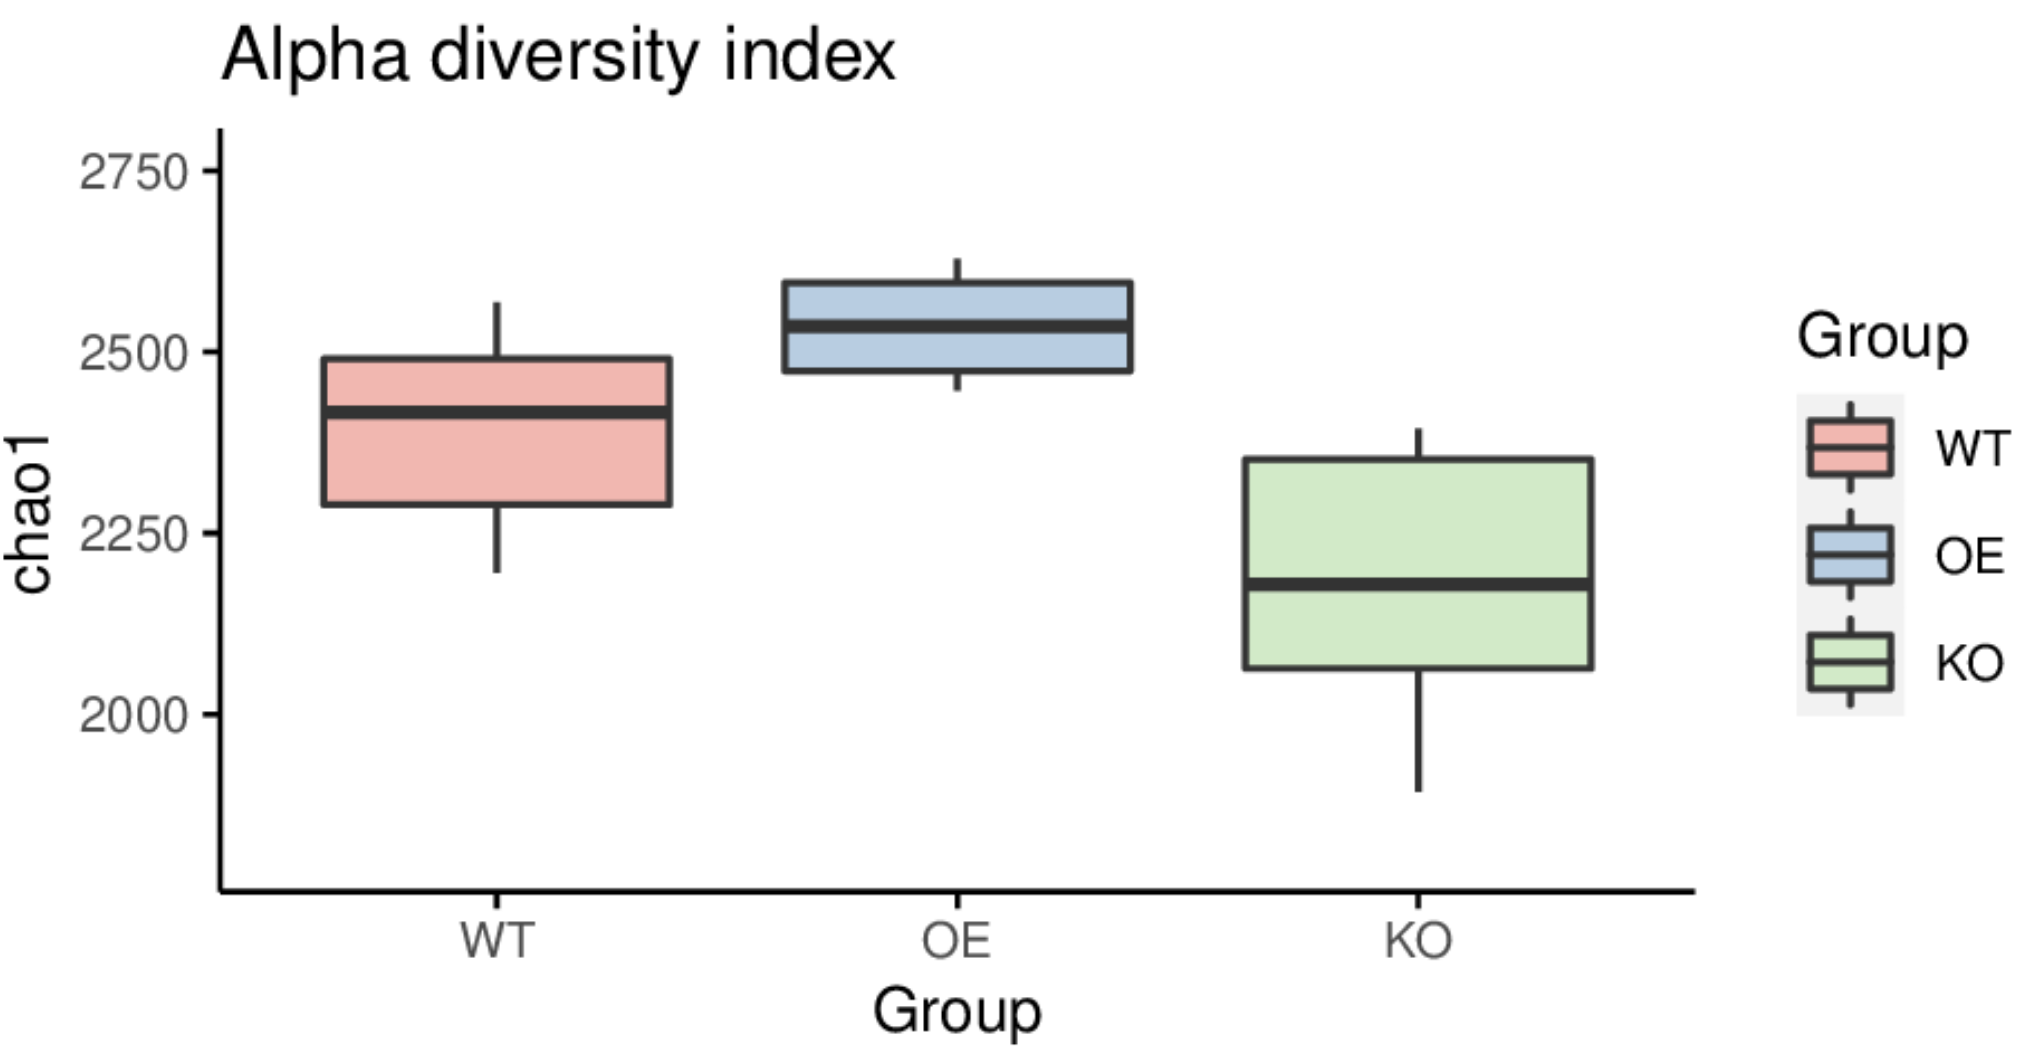 Alpha diversity index
2750
2500
2250
2000
chao1
WT
OE
KO
Group
Group
WT
OE
KO